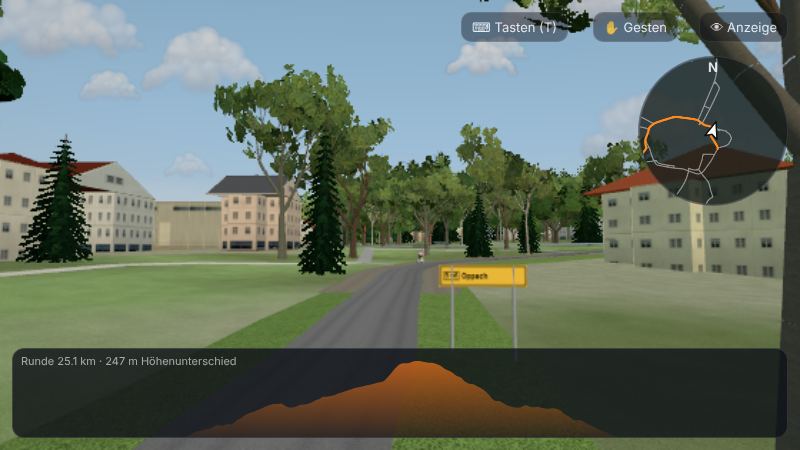 Tasten (T)
Gesten
Anzeige
N
Oppach
Runde 25.1 km · 247 m Höhenunterschied